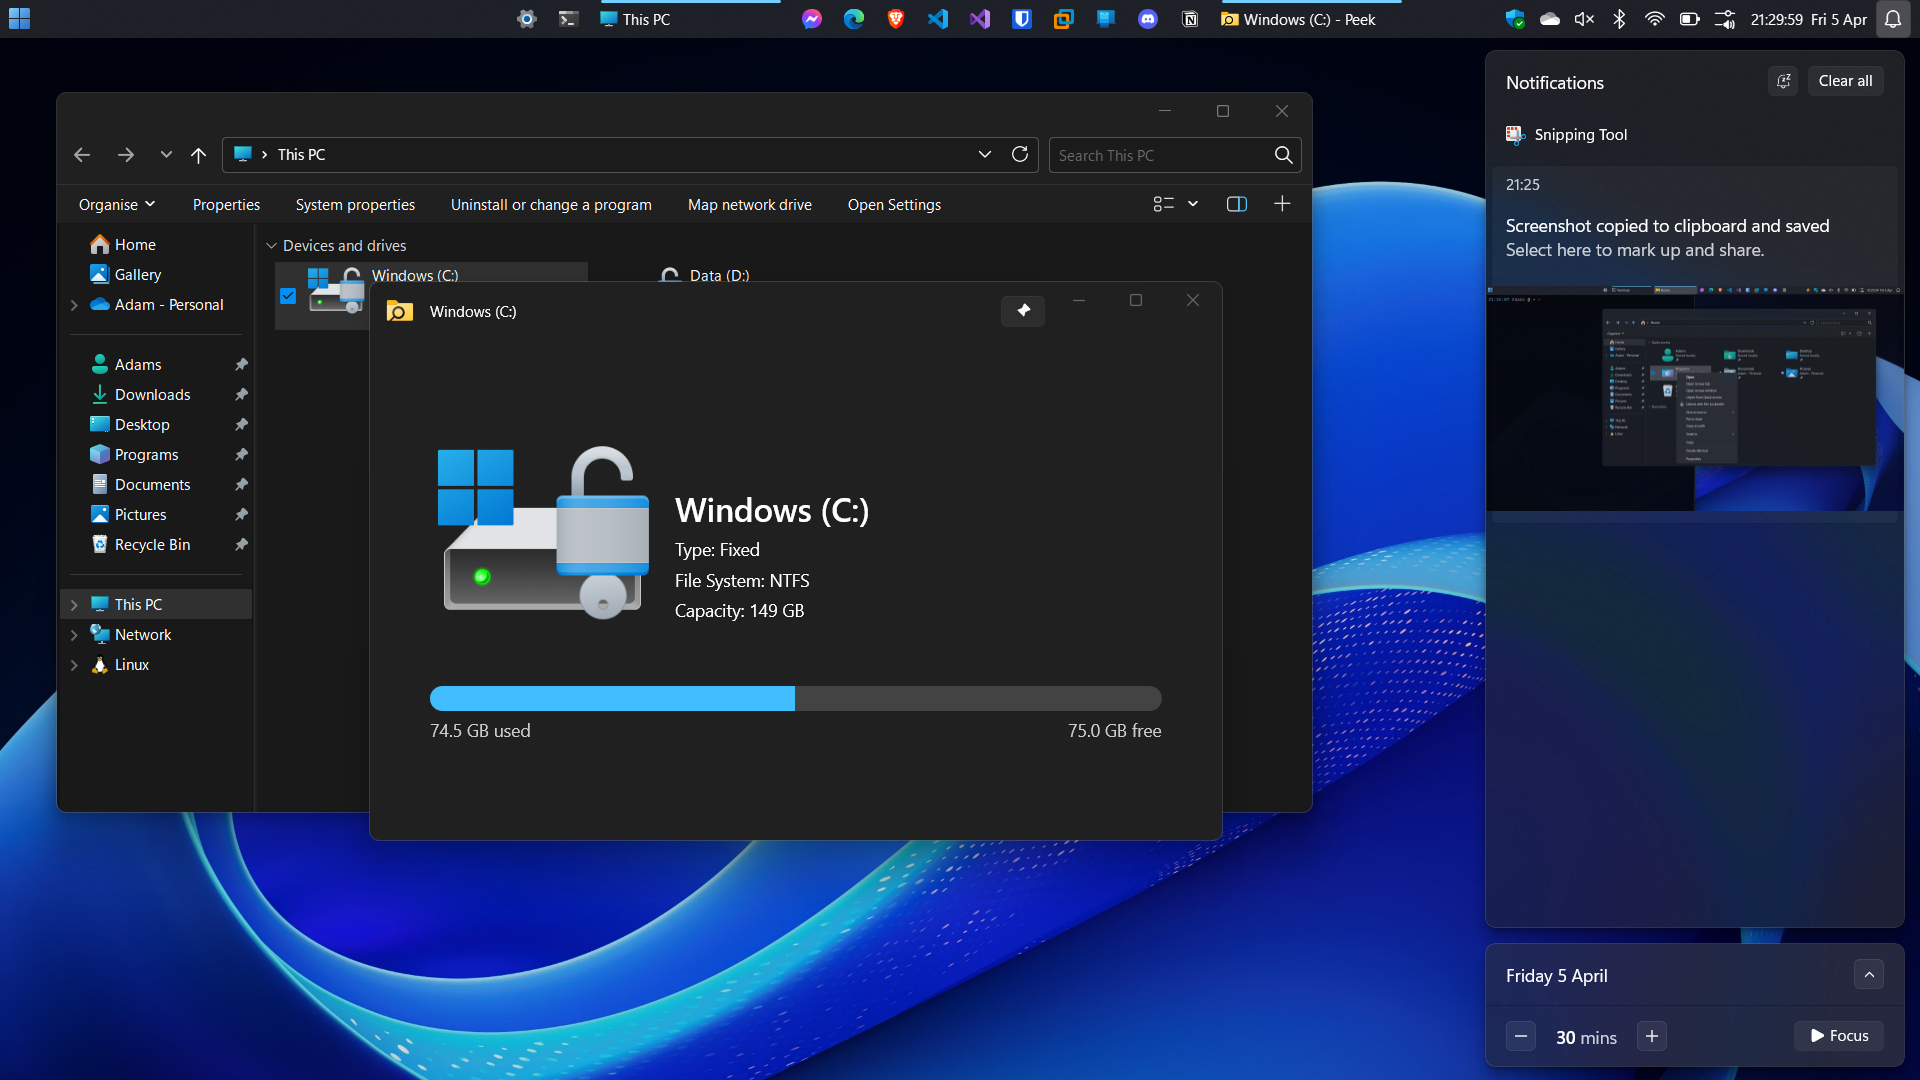 This PC
Windows (C:) - Peek
21:29:59 Fri 5 Apr
This PC
Search This PC
Organise
Properties
System properties
Uninstall or change a program
Map network drive
Open Settings
Home
Gallery
Adam - Personal
Adams
Downloads
Desktop
Programs
Documents
Pictures
Recycle Bin
This PC
Network
Linux
Devices and drives
Windows (C:)
Data (D:)
Windows (C:)
Windows (C:)
Type: Fixed
File System: NTFS
Capacity: 149 GB
74.5 GB used
75.0 GB free
Notifications
Clear all
Snipping Tool
21:25
Screenshot copied to clipboard and saved
Select here to mark up and share.
Friday 5 April
30 mins
Focus